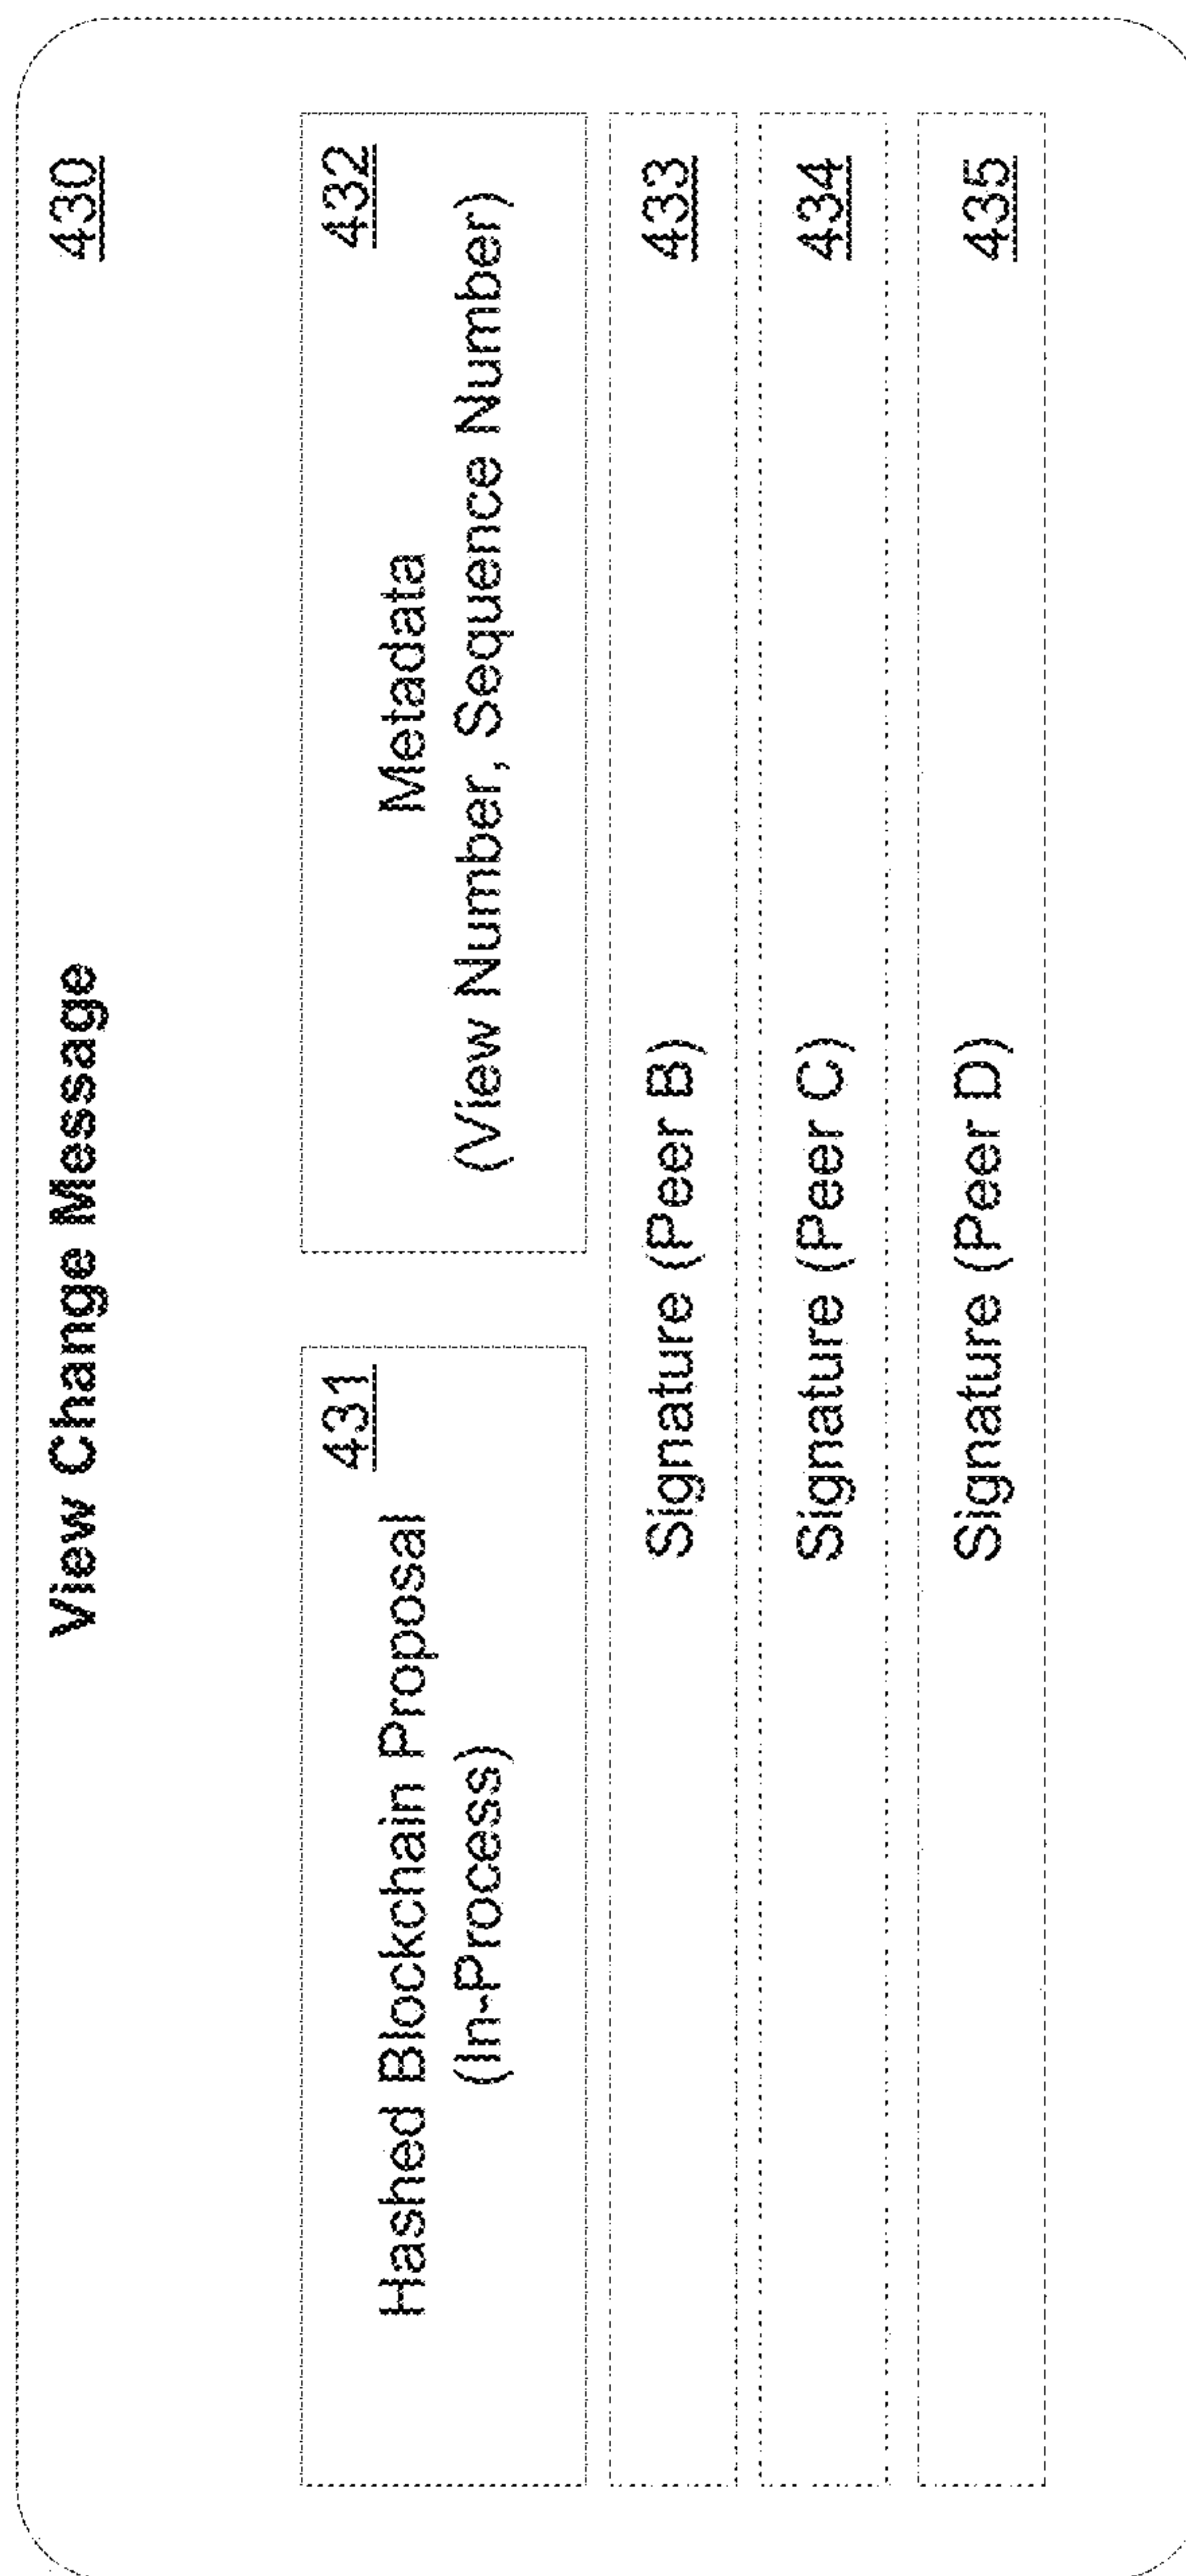 View Change Message
430
431
Hashed Blockchain Proposal
(In-Process)
432
Metadata
(View Number, Sequence Number)
Signature (Peer B)
433
Signature (Peer C)
434
Signature (Peer D)
435